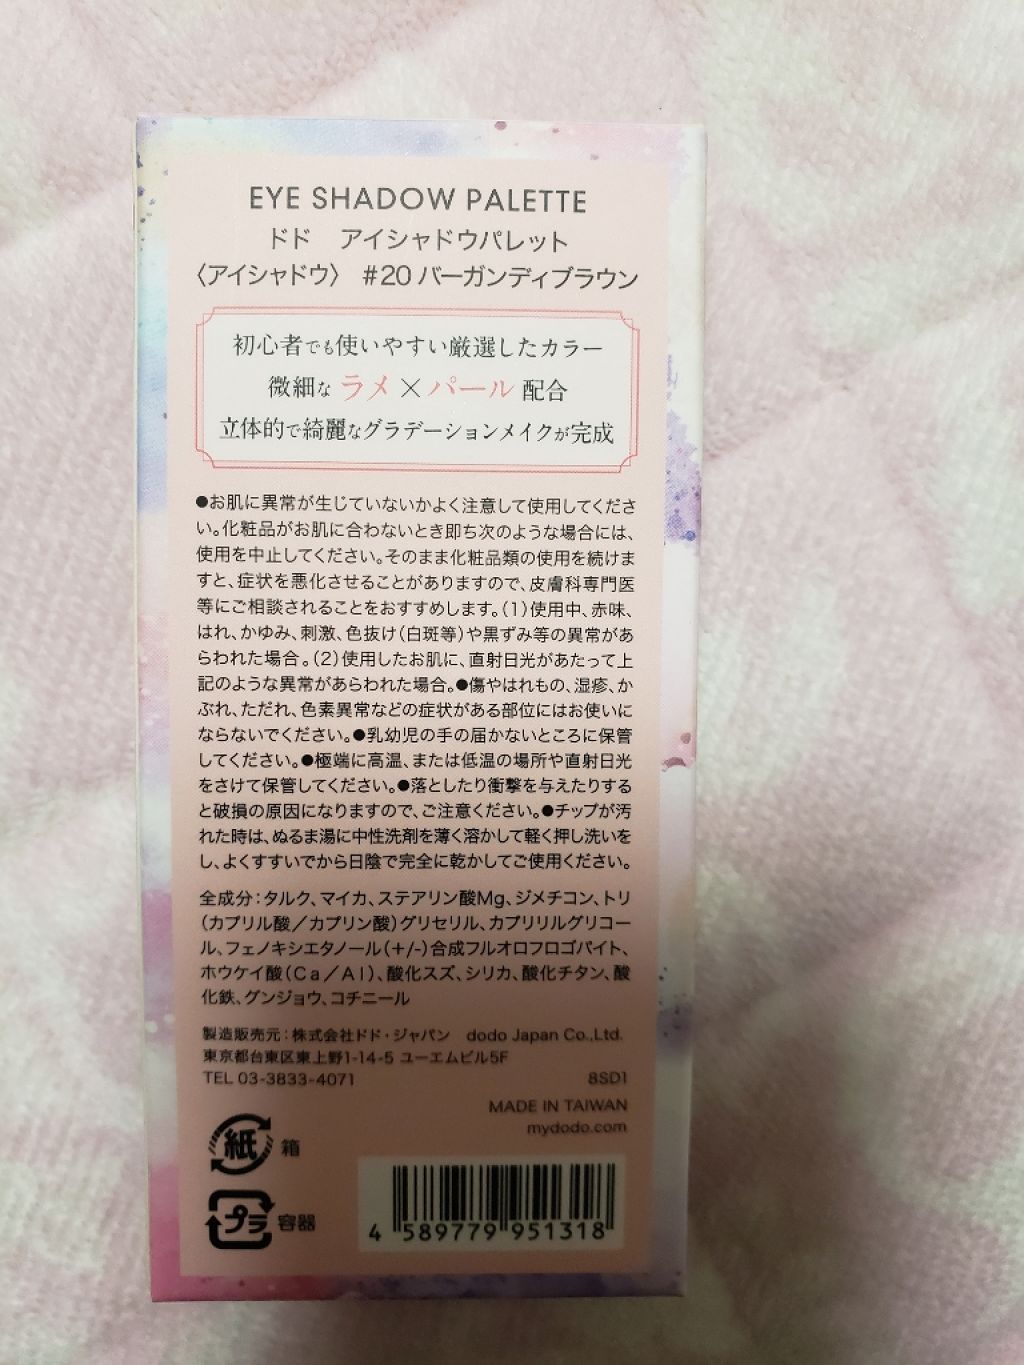 EYE SHADOW PALETTE
ドド　アイシャドウパレット
〈アイシャドウ〉 #20 バーガンディブラウン
初心者でも使いやすい厳選したカラー
微細な ラメ×パール 配合
立体的で綺麗なグラデーションメイクが完成
●お肌に異常が生じていないかよく注意して使用してくださ
い。化粧品がお肌に合わないとき即ち次のような場合には、
使用を中止してください。そのまま化粧品類の使用を続けま
すと、症状を悪化させることがありますので、皮膚科専門医
等にご相談されることをおすすめします。(1)使用中、赤味、
はれ、かゆみ、刺激、色抜け(白斑等)や黒ずみ等の異常があ
らわれた場合。(2)使用したお肌に、直射日光があたって上
記のような異常があらわれた場合。●傷やはれもの、湿疹、か
ぶれ、ただれ、色素異常などの症状がある部位にはお使いに
ならないでください。●乳幼児の手の届かないところに保管
してください。●極端に高温、または低温の場所や直射日光
をさけて保管してください。●落としたり衝撃を与えたりする
と破損の原因になりますので、ご注意ください。●チップが汚
れた時は、ぬるま湯に中性洗剤を薄く溶かして軽く押し洗いを
し、よくすすいでから日陰で完全に乾かしてご使用ください。
全成分：タルク、マイカ、ステアリン酸Mg、ジメチコン、トリ
(カプリル酸／カプリン酸)グリセリル、カプリリルグリコー
ル、フェノキシエタノール(+/-)合成フルオロフロゴパイト、
ホウケイ酸(Ca／Al)、酸化スズ、シリカ、酸化チタン、酸
化鉄、グンジョウ、コチニール
製造販売元：株式会社ドド・ジャパン　dodo Japan Co.,Ltd.
東京都台東区東上野1-14-5 ユーエムビル5F
TEL 03-3833-4071
8SD1
MADE IN TAIWAN
mydodo.com
紙 箱
プラ 容器
4 589779 951318